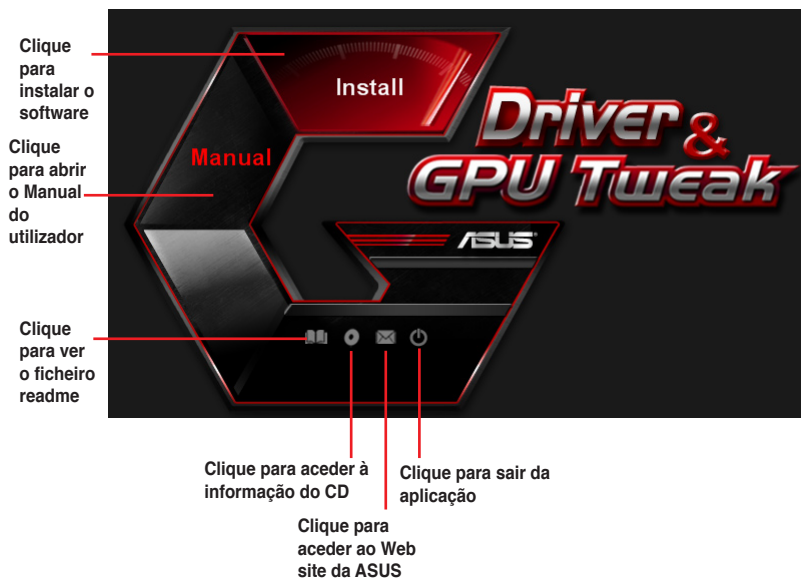 Clique
para
instalar o
software
Install
Driver &
GPU Tweak
Clique
para abrir
o Manual
do
utilizador
Manual
ASUS
Clique
para ver
o ficheiro
readme
Clique para aceder à
informação do CD
Clique para sair da
aplicação
Clique para
aceder ao Web
site da ASUS